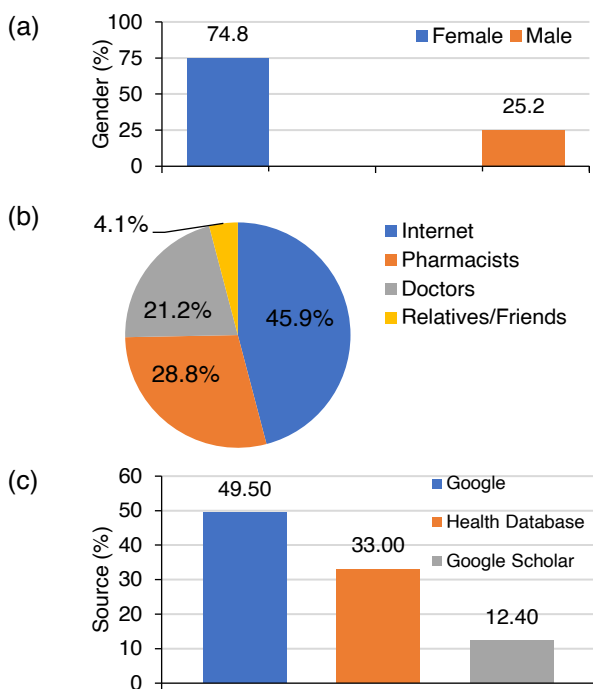 (a)
Gender (%)
100
75
50
25
0
74.8
25.2
Female
Male
(b)
4.1%
21.2%
45.9%
28.8%
Internet
Pharmacists
Doctors
Relatives/Friends
(c)
Source (%)
60
50
40
30
20
10
0
49.50
33.00
12.40
Google
Health Database
Google Scholar